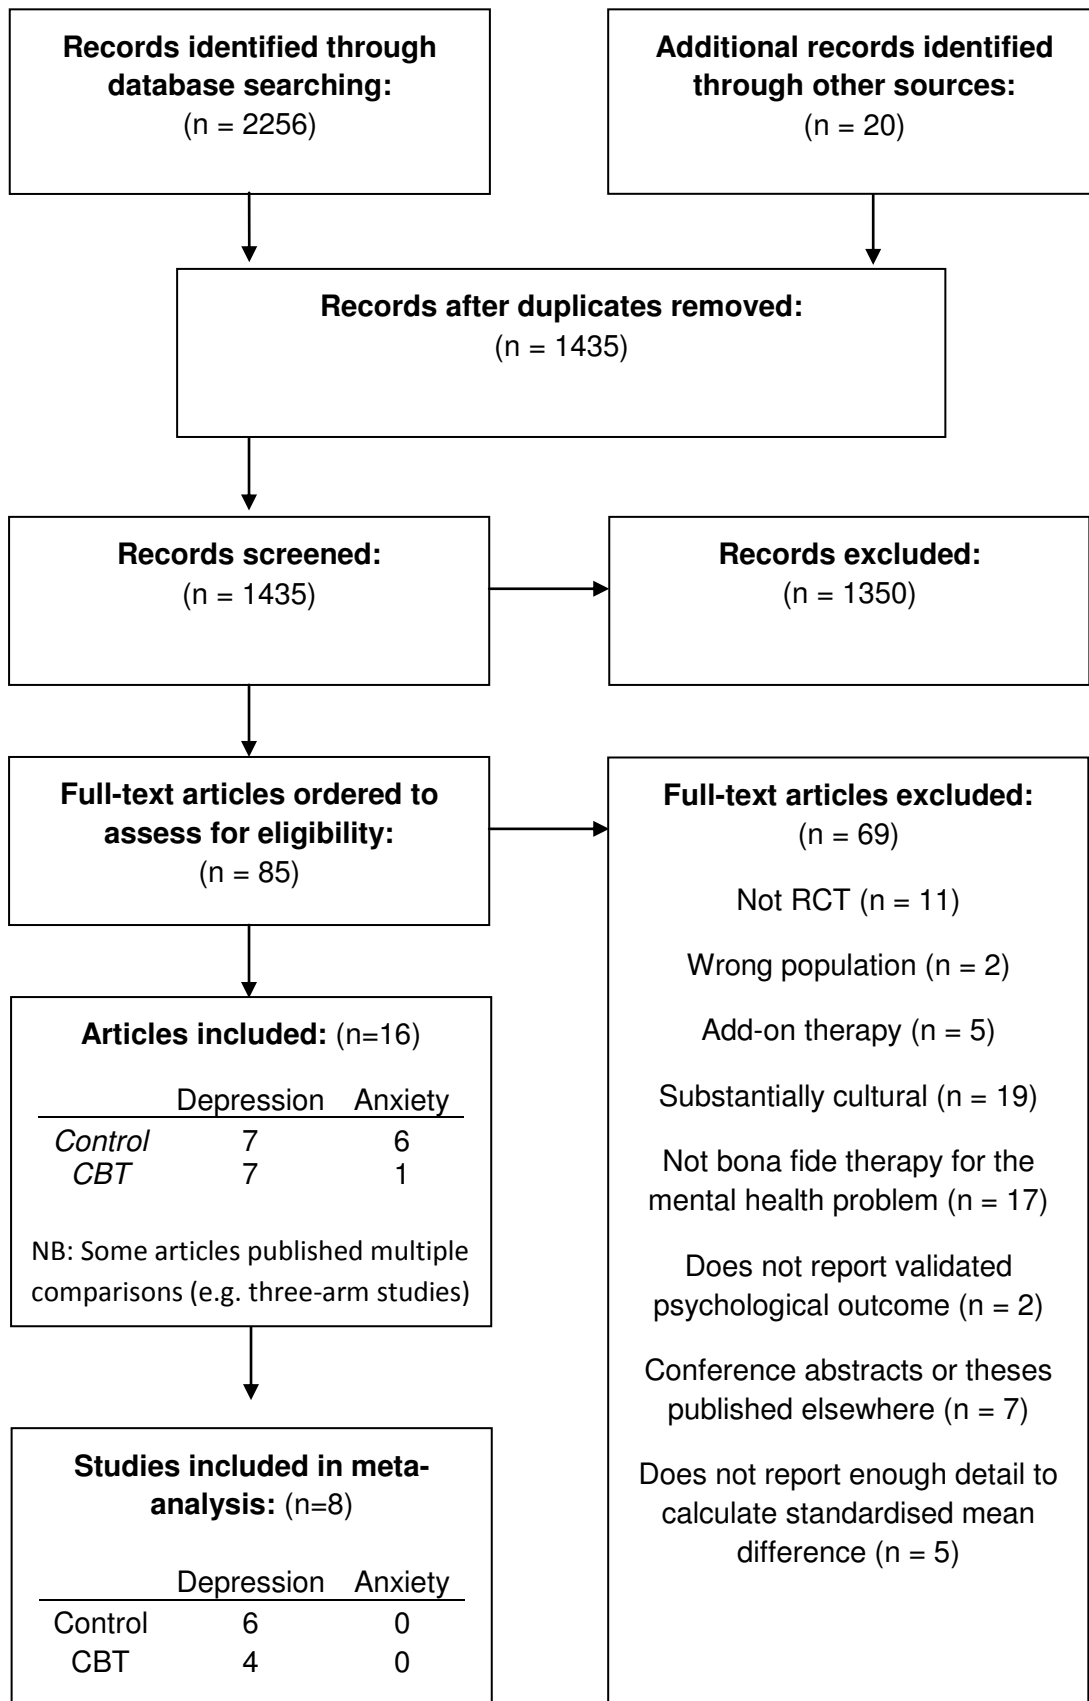 Records identified through
database searching:
(n = 2256)
Additional records identified
through other sources:
(n = 20)
Records after duplicates removed:
(n = 1435)
Records screened:
(n = 1435)
Records excluded:
(n = 1350)
Full-text articles ordered to
assess for eligibility:
(n = 85)
Full-text articles excluded:
(n = 69)
Not RCT (n = 11)
Wrong population (n = 2)
Add-on therapy (n = 5)
Substantially cultural (n = 19)
Not bona fide therapy for the
mental health problem (n = 17)
Does not report validated
psychological outcome (n = 2)
Conference abstracts or theses
published elsewhere (n = 7)
Does not report enough detail to
calculate standardised mean
difference (n = 5)
Articles included: (n=16)
Depression Anxiety
Control 7 6
CBT 7 1
NB: Some articles published multiple
comparisons (e.g. three-arm studies)
Studies included in meta-
analysis: (n=8)
Depression Anxiety
Control 6 0
CBT 4 0